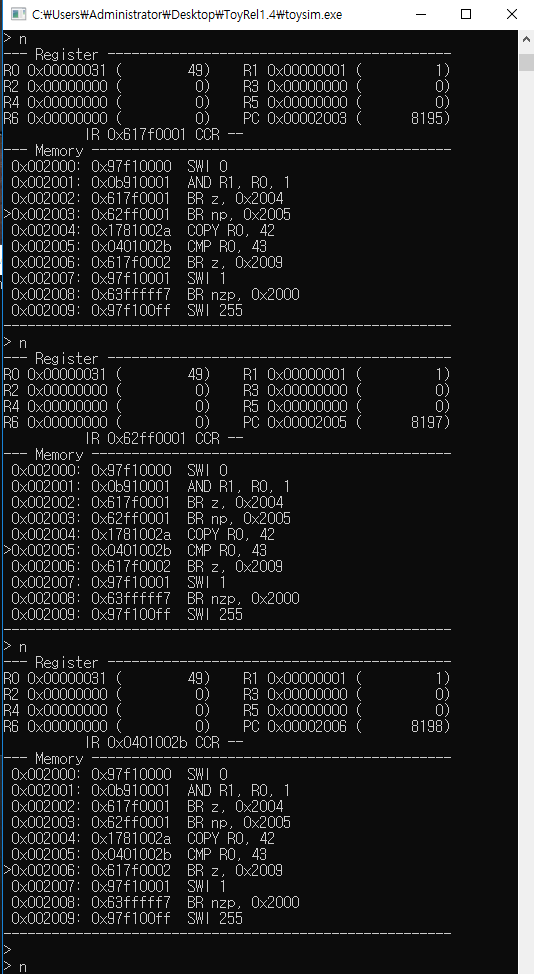 C:₩Users₩Administrator₩Desktop₩ToyRel1.4₩toysim.exe
> n
--- Register -------------------------------------------
R0 0x00000031 (        49)    R1 0x00000001 (         1)
R2 0x00000000 (         0)    R3 0x00000000 (         0)
R4 0x00000000 (         0)    R5 0x00000000 (         0)
R6 0x00000000 (         0)    PC 0x00002003 (      8195)
          IR 0x617f0001 CCR --
--- Memory ---------------------------------------------
 0x002000: 0x97f10000  SWI 0
 0x002001: 0x0b910001  AND R1, R0, 1
 0x002002: 0x617f0001  BR z, 0x2004
>0x002003: 0x62ff0001  BR np, 0x2005
 0x002004: 0x1781002a  COPY R0, 42
 0x002005: 0x0401002b  CMP R0, 43
 0x002006: 0x617f0002  BR z, 0x2009
 0x002007: 0x97f10001  SWI 1
 0x002008: 0x63fffff7  BR nzp, 0x2000
 0x002009: 0x97f100ff  SWI 255
--------------------------------------------------------
> n
--- Register -------------------------------------------
R0 0x00000031 (        49)    R1 0x00000001 (         1)
R2 0x00000000 (         0)    R3 0x00000000 (         0)
R4 0x00000000 (         0)    R5 0x00000000 (         0)
R6 0x00000000 (         0)    PC 0x00002005 (      8197)
          IR 0x62ff0001 CCR --
--- Memory ---------------------------------------------
 0x002000: 0x97f10000  SWI 0
 0x002001: 0x0b910001  AND R1, R0, 1
 0x002002: 0x617f0001  BR z, 0x2004
 0x002003: 0x62ff0001  BR np, 0x2005
 0x002004: 0x1781002a  COPY R0, 42
>0x002005: 0x0401002b  CMP R0, 43
 0x002006: 0x617f0002  BR z, 0x2009
 0x002007: 0x97f10001  SWI 1
 0x002008: 0x63fffff7  BR nzp, 0x2000
 0x002009: 0x97f100ff  SWI 255
--------------------------------------------------------
> n
--- Register -------------------------------------------
R0 0x00000031 (        49)    R1 0x00000001 (         1)
R2 0x00000000 (         0)    R3 0x00000000 (         0)
R4 0x00000000 (         0)    R5 0x00000000 (         0)
R6 0x00000000 (         0)    PC 0x00002006 (      8198)
          IR 0x0401002b CCR --
--- Memory ---------------------------------------------
 0x002000: 0x97f10000  SWI 0
 0x002001: 0x0b910001  AND R1, R0, 1
 0x002002: 0x617f0001  BR z, 0x2004
 0x002003: 0x62ff0001  BR np, 0x2005
 0x002004: 0x1781002a  COPY R0, 42
 0x002005: 0x0401002b  CMP R0, 43
>0x002006: 0x617f0002  BR z, 0x2009
 0x002007: 0x97f10001  SWI 1
 0x002008: 0x63fffff7  BR nzp, 0x2000
 0x002009: 0x97f100ff  SWI 255
--------------------------------------------------------
>
> n